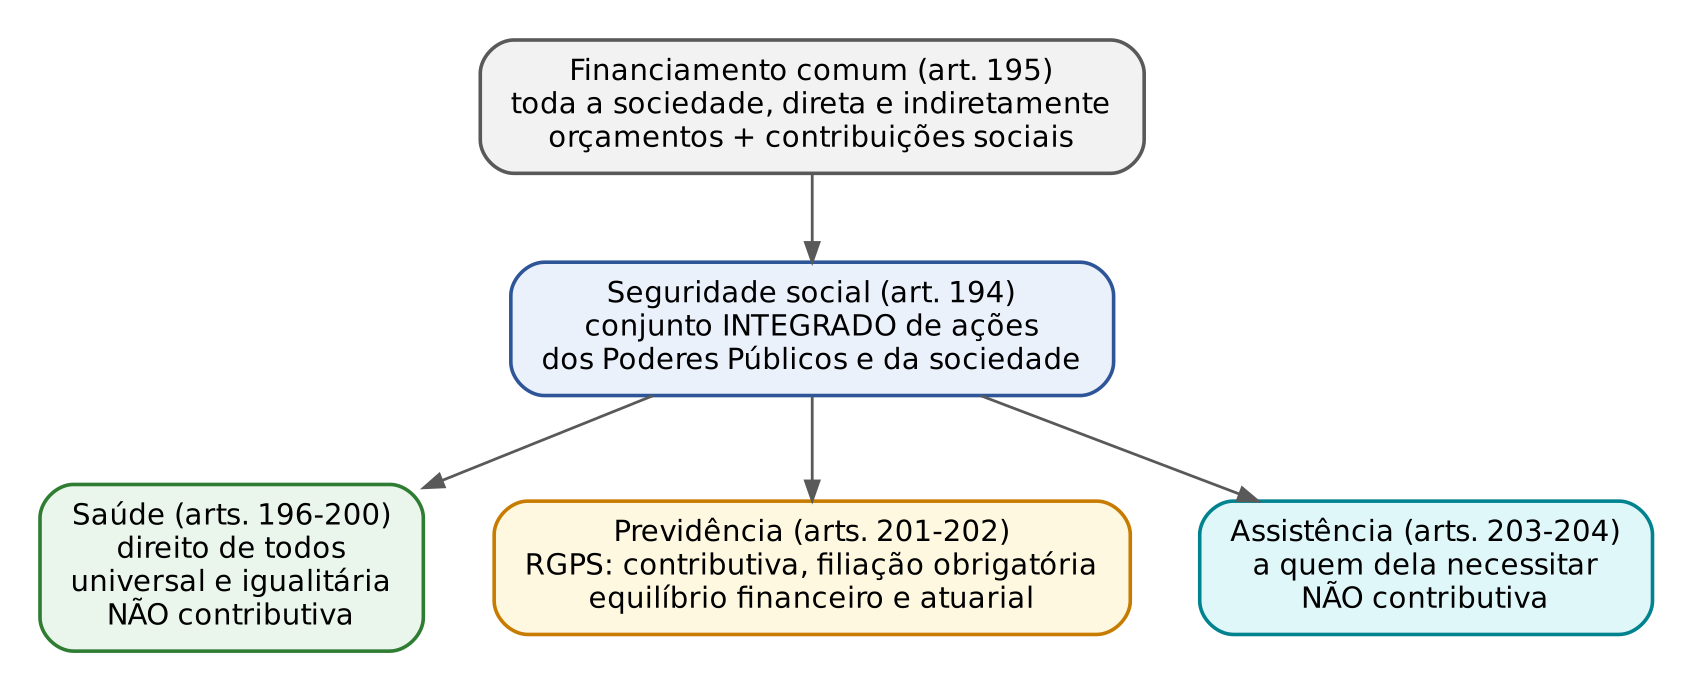 Financiamento comum (art. 195)
toda a sociedade, direta e indiretamente
orçamentos + contribuições sociais
Seguridade social (art. 194)
conjunto INTEGRADO de ações
dos Poderes Públicos e da sociedade
Saúde (arts. 196-200)
direito de todos
universal e igualitária
NÃO contributiva
Previdência (arts. 201-202)
RGPS: contributiva, filiação obrigatória
equilíbrio financeiro e atuarial
Assistência (arts. 203-204)
a quem dela necessitar
NÃO contributiva